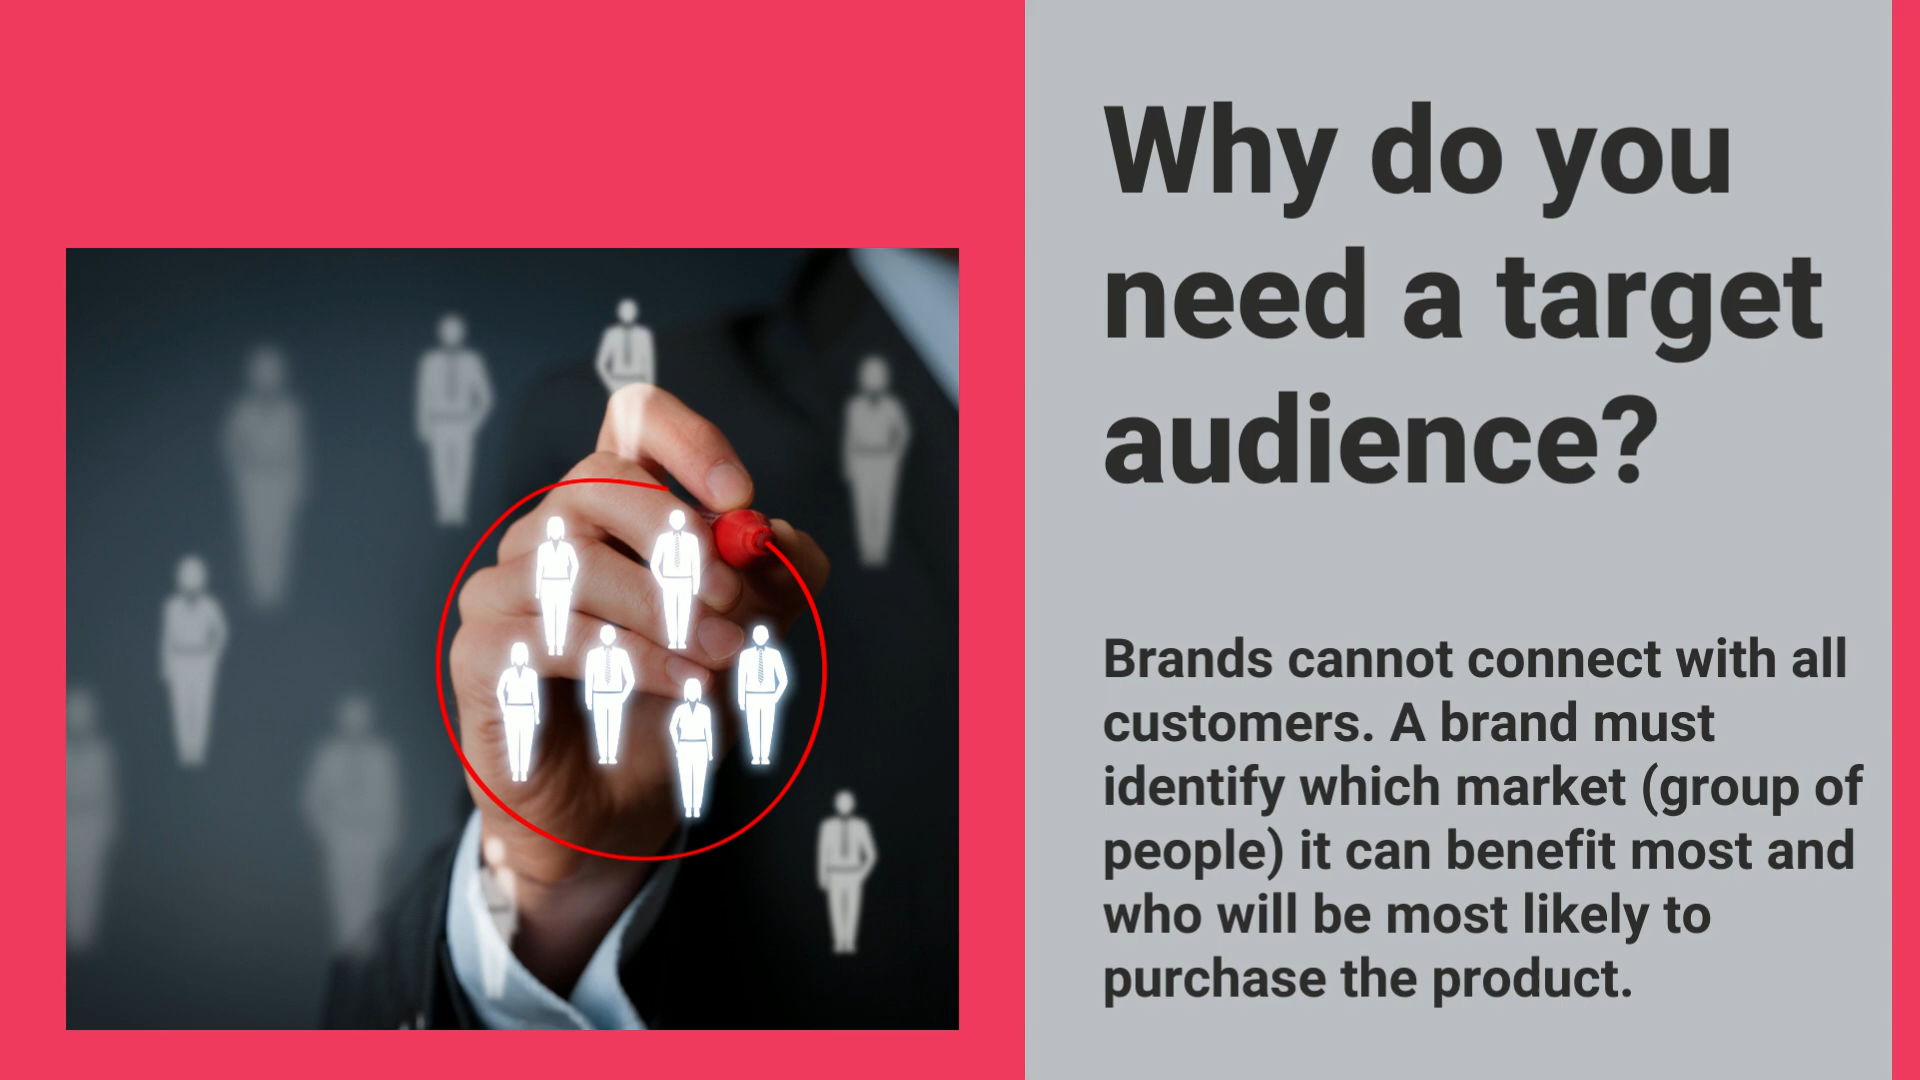 Why do you
need a target
audience?
Brands cannot connect with all
customers. A brand must
identify which market (group of
people) it can benefit most and
who will be most likely to
purchase the product.